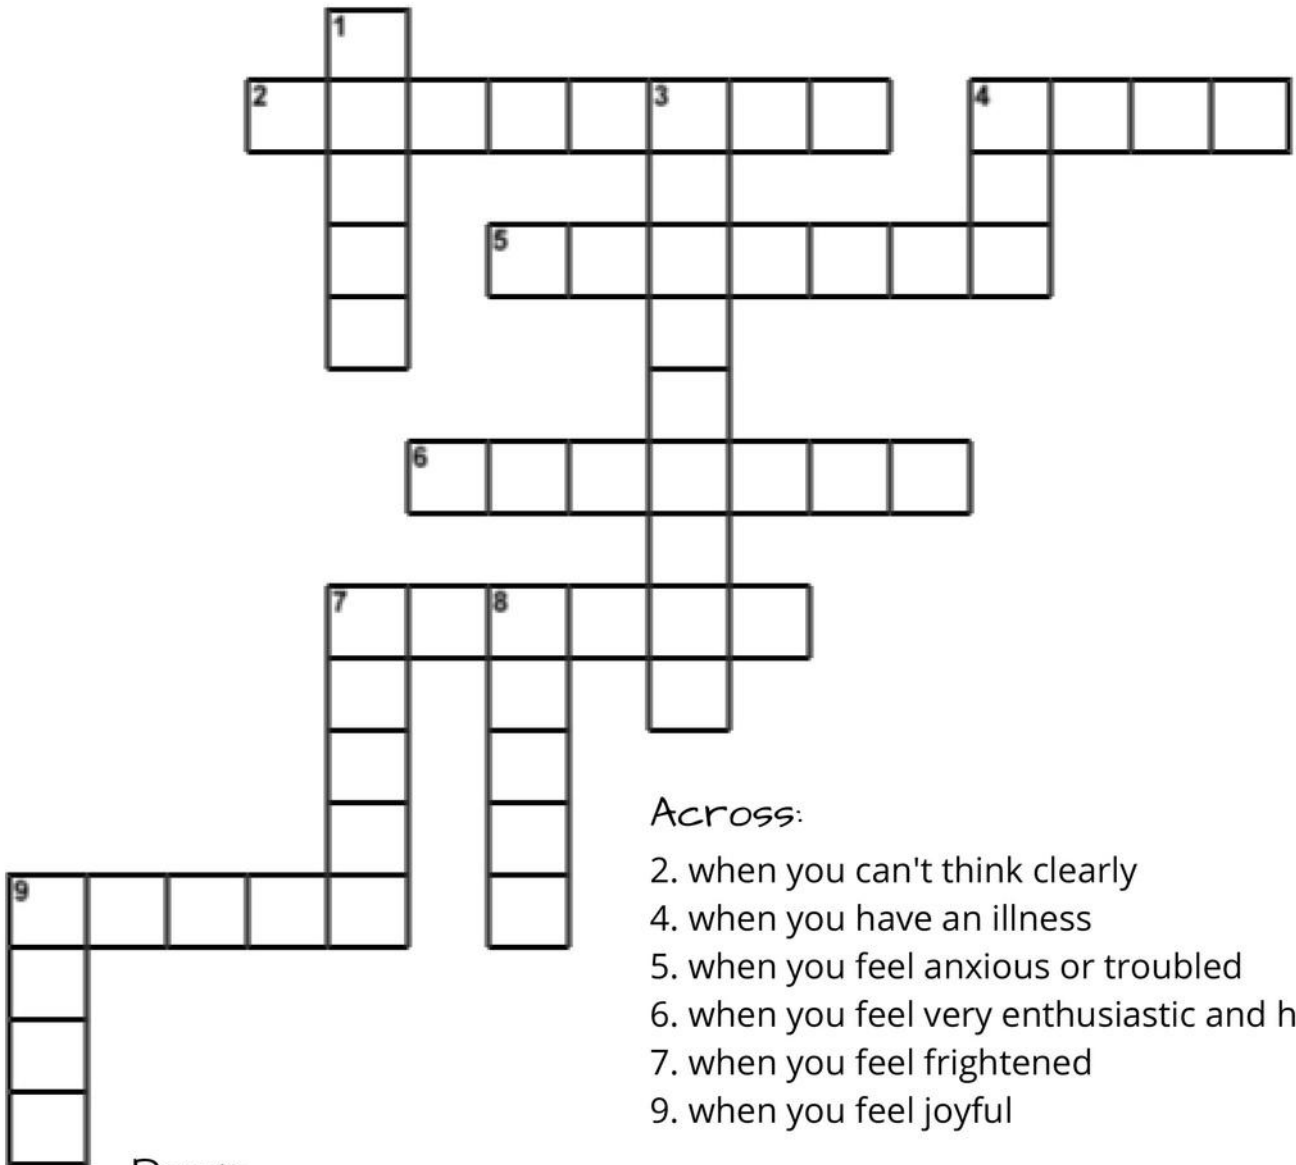 1
2
3
4
5
6
7
8
9
Across:
2. when you can't think clearly
4. when you have an illness
5. when you feel anxious or troubled
6. when you feel very enthusiastic and h
7. when you feel frightened
9. when you feel joyful